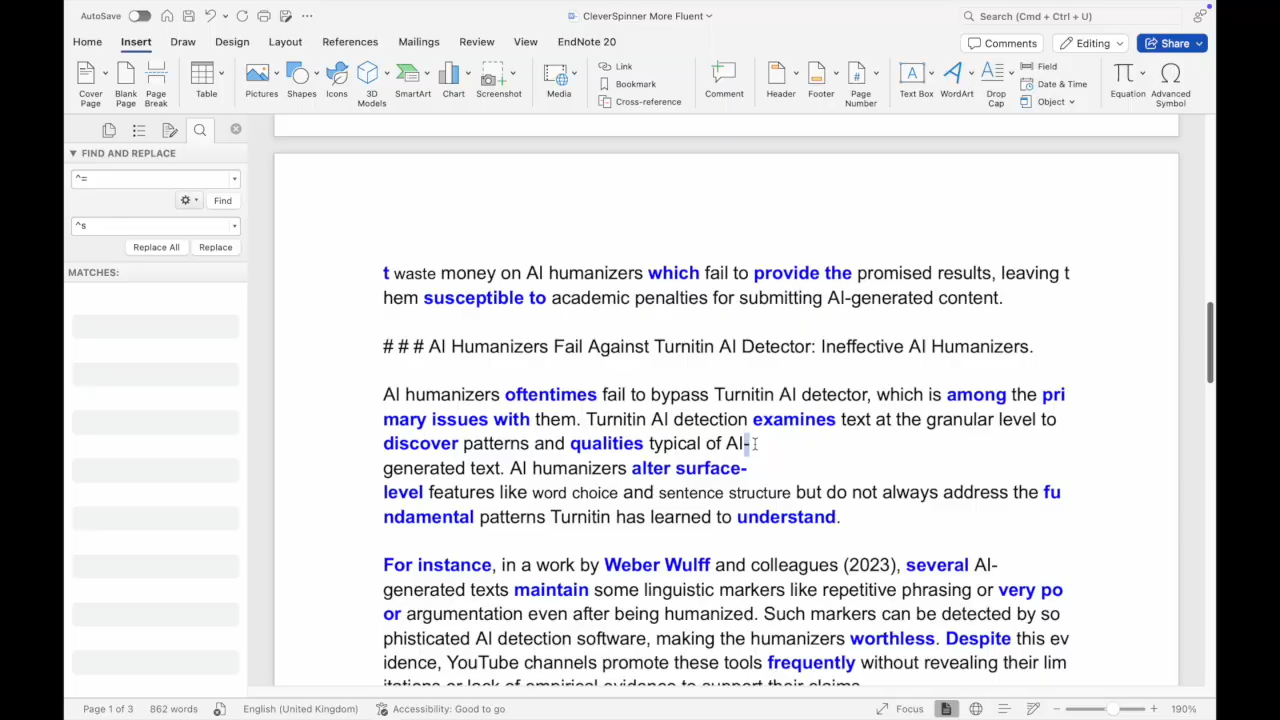 AutoSave
CleverSpinner More Fluent
Search (Cmd + Ctrl + U)
Home Insert Draw Design Layout References Mailings Review View EndNote 20
Comments Editing Share
Cover Page
Blank Page
Page Break
Table
Pictures
Shapes
Icons
3D Models
SmartArt
Chart
Screenshot
Media
Link
Bookmark
Cross-reference
Comment
Header
Footer
Page Number
Text Box
WordArt
Drop Cap
Field
Date & Time
Object
Equation
Advanced Symbol
FIND AND REPLACE
^=
Find
^s
Replace All Replace
MATCHES:
t waste money on AI humanizers which fail to provide the promised results, leaving t
hem susceptible to academic penalties for submitting AI-generated content.
# # # AI Humanizers Fail Against Turnitin AI Detector: Ineffective AI Humanizers.
AI humanizers oftentimes fail to bypass Turnitin AI detector, which is among the pri
mary issues with them. Turnitin AI detection examines text at the granular level to
discover patterns and qualities typical of AI-
generated text. AI humanizers alter surface-
level features like word choice and sentence structure but do not always address the fu
ndamental patterns Turnitin has learned to understand.
For instance, in a work by Weber Wulff and colleagues (2023), several AI-
generated texts maintain some linguistic markers like repetitive phrasing or very po
or argumentation even after being humanized. Such markers can be detected by so
phisticated AI detection software, making the humanizers worthless. Despite this ev
idence, YouTube channels promote these tools frequently without revealing their lim
itations or lack of empirical evidence to support their claims.
Page 1 of 3 862 words English (United Kingdom) Accessibility: Good to go Focus 190%